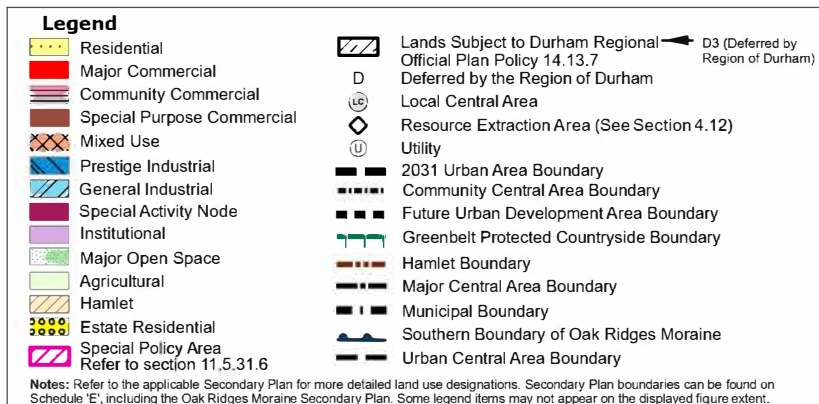 Legend
Residential
Major Commercial
Community Commercial
Special Purpose Commercial
Mixed Use
Prestige Industrial
General Industrial
Special Activity Node
Institutional
Major Open Space
Agricultural
Hamlet
Estate Residential
Special Policy Area
Refer to section 11.5.31.6
Lands Subject to Durham Regional
Official Plan Policy 14.13.7
D3 (Deferred by
Region of Durham)
D Deferred by the Region of Durham
LC Local Central Area
Resource Extraction Area (See Section 4.12)
U Utility
2031 Urban Area Boundary
Community Central Area Boundary
Future Urban Development Area Boundary
Greenbelt Protected Countryside Boundary
Hamlet Boundary
Major Central Area Boundary
Municipal Boundary
Southern Boundary of Oak Ridges Moraine
Urban Central Area Boundary
Notes: Refer to the applicable Secondary Plan for more detailed land use designations. Secondary Plan boundaries can be found on
Schedule 'E', including the Oak Ridges Moraine Secondary Plan. Some legend items may not appear on the displayed figure extent.